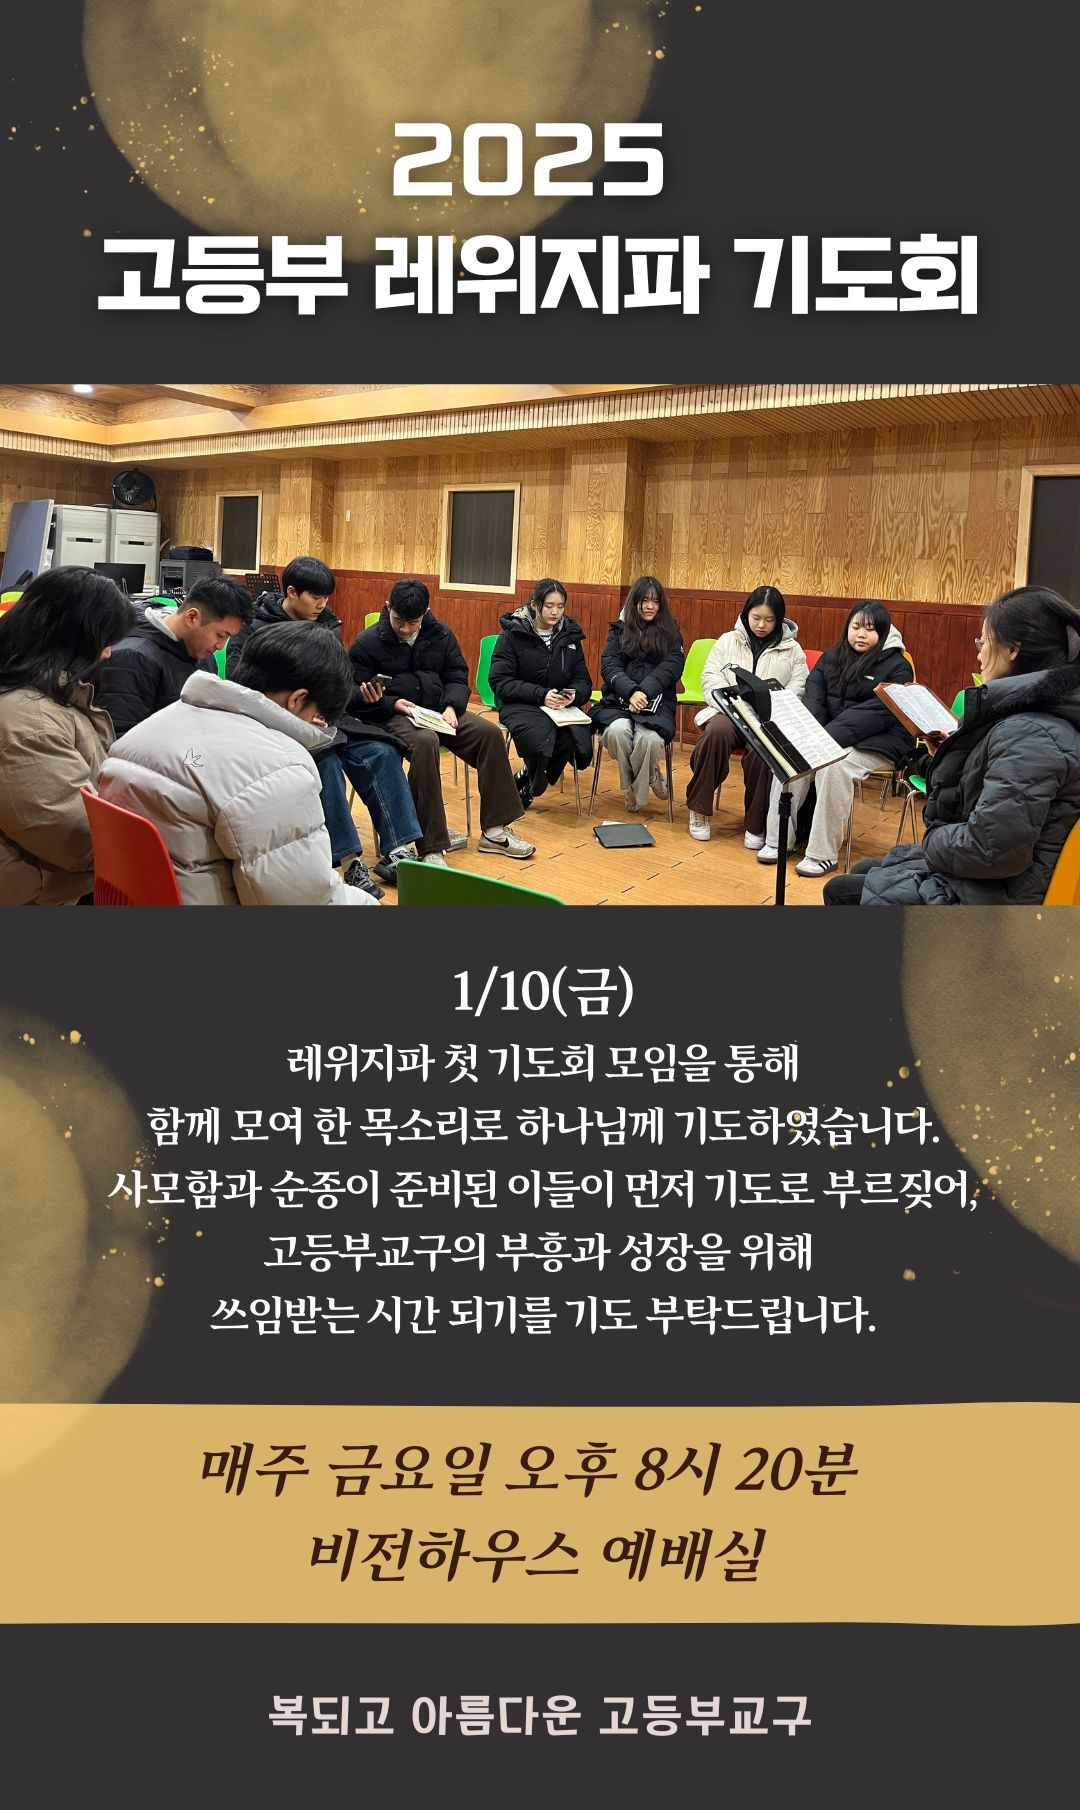 2025
고등부 레위지파 기도회
1/10(금)
레위지파 첫 기도회 모임을 통해
함께 모여 한 목소리로 하나님께 기도하였습니다.
사모함과 순종이 준비된 이들이 먼저 기도로 부르짖어,
고등부교구의 부흥과 성장을 위해
쓰임받는 시간 되기를 기도 부탁드립니다.
매주 금요일 오후 8시 20분
비전하우스 예배실
복되고 아름다운 고등부교구